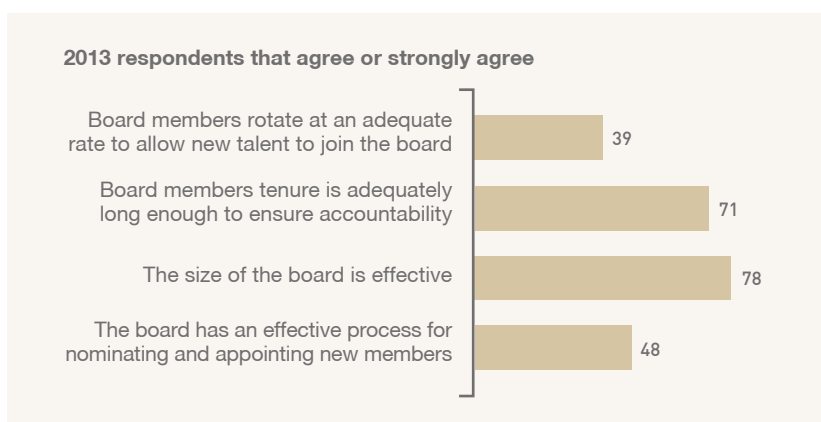 2013 respondents that agree or strongly agree
Board members rotate at an adequate
rate to allow new talent to join the board
39
Board members tenure is adequately
long enough to ensure accountability
71
The size of the board is effective
78
The board has an effective process for
nominating and appointing new members
48